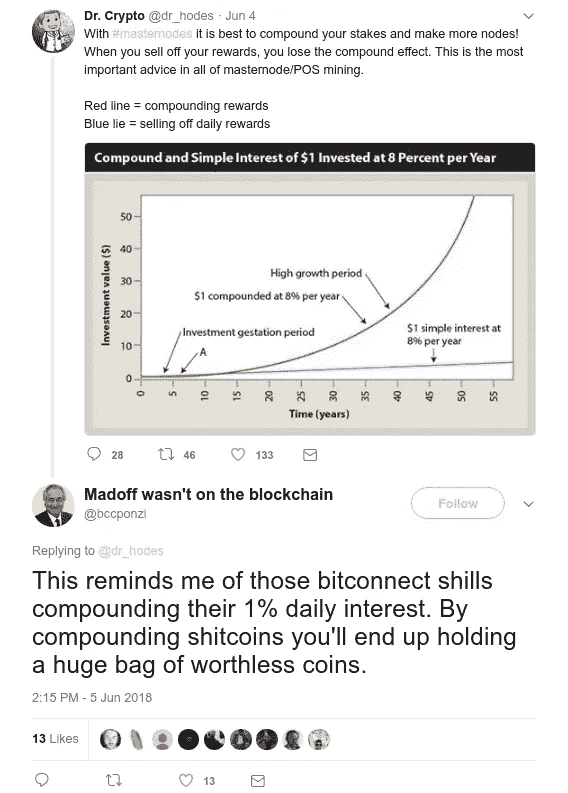 Dr. Crypto @dr_hodes · Jun 4
With #masternodes it is best to compound your stakes and make more nodes!
When you sell off your rewards, you lose the compound effect. This is the most
important advice in all of masternode/POS mining.
Red line = compounding rewards
Blue lie = selling off daily rewards
Compound and Simple Interest of $1 Invested at 8 Percent per Year
Investment value ($)
50
40
30
20
10
0
High growth period
$1 compounded at 8% per year
Investment gestation period
A
$1 simple interest at
8% per year
0 5 10 15 20 25 30 35 40 45 50 55
Time (years)
28 46 133
Madoff wasn't on the blockchain
@bccponzi
Follow
Replying to @dr_hodes
This reminds me of those bitconnect shills
compounding their 1% daily interest. By
compounding shitcoins you'll end up holding
a huge bag of worthless coins.
2:15 PM - 5 Jun 2018
13 Likes
13